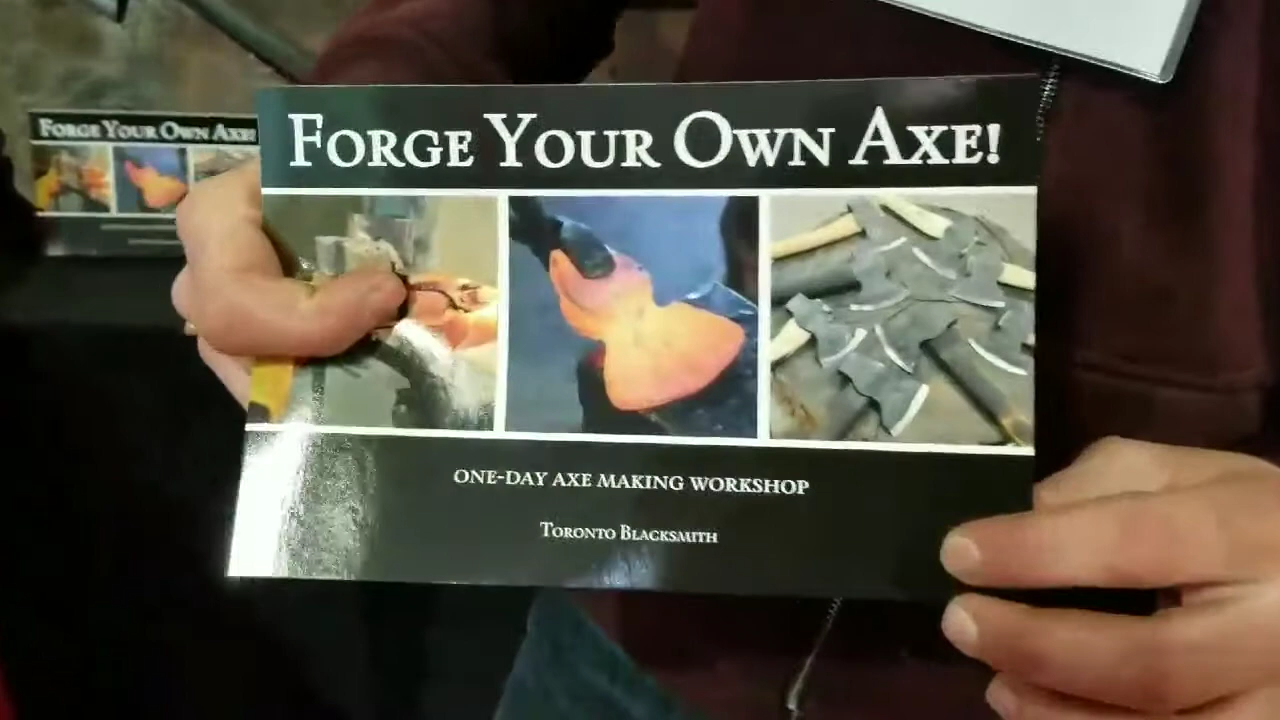 FORGE YOUR OWN AXE!
FORGE YOUR OWN AXE!
ONE-DAY AXE MAKING WORKSHOP
TORONTO BLACKSMITH